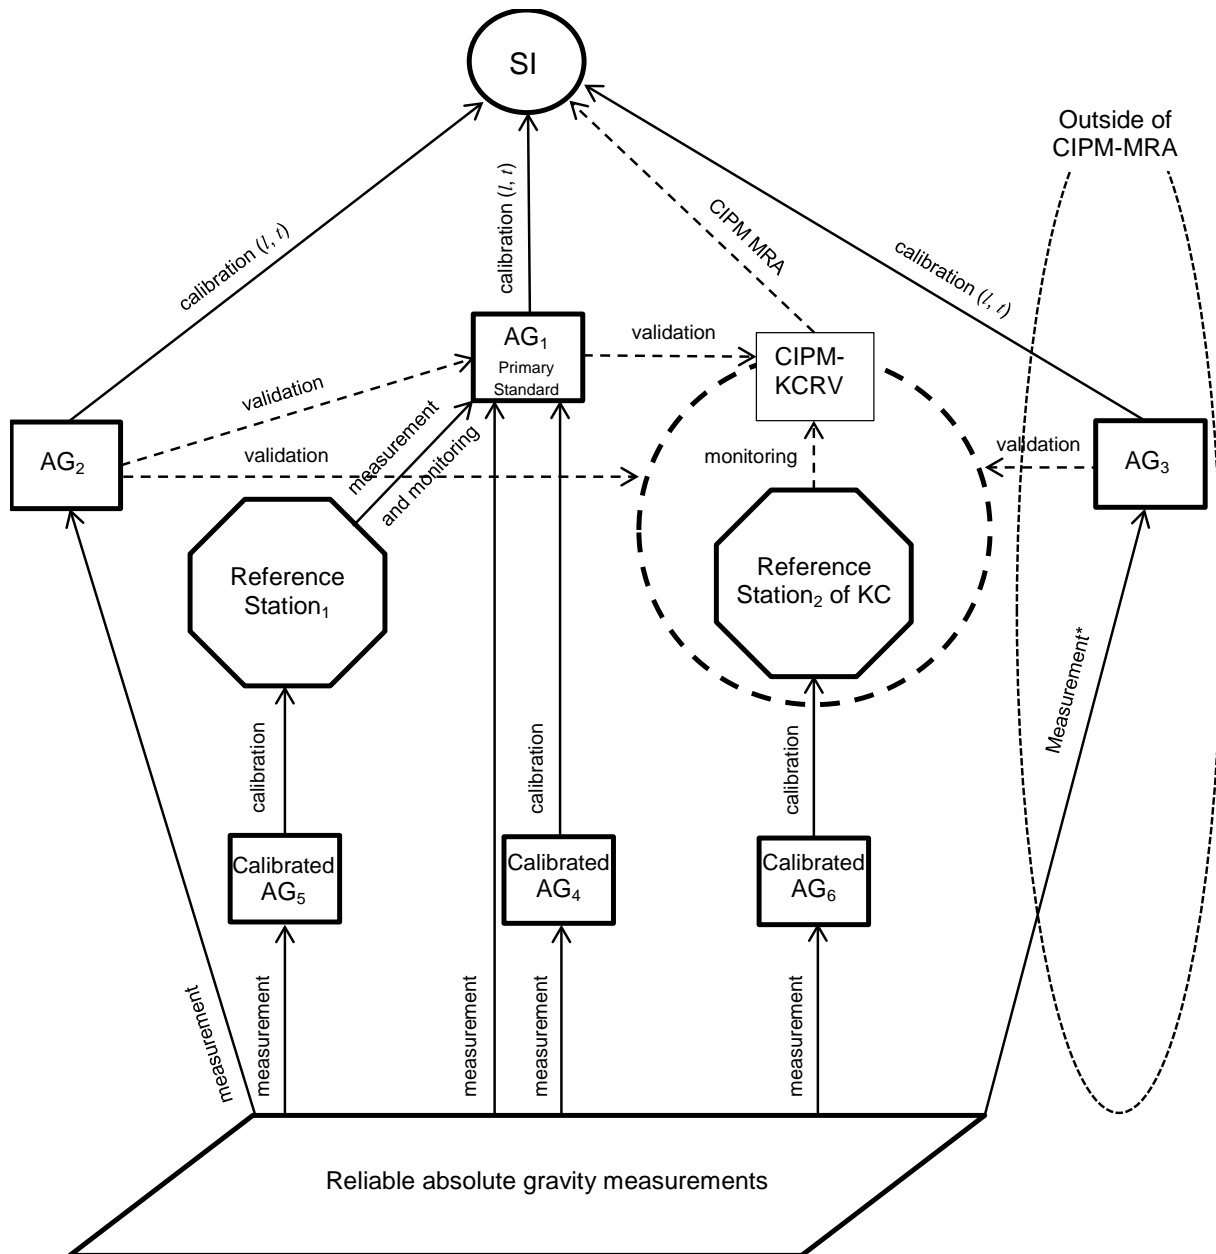 SI
Outside of
CIPM-MRA
calibration (l, t)
calibration (l, t)
CIPM MRA
calibration (l, t)
AG1
Primary
Standard
validation
CIPM-
KCRV
validation
measurement
and monitoring
AG2
validation
monitoring
validation
AG3
Reference
Station1
Reference
Station2 of KC
Measurement*
calibration
calibration
calibration
Calibrated
AG5
Calibrated
AG4
Calibrated
AG6
measurement
measurement
measurement
measurement
measurement
Reliable absolute gravity measurements